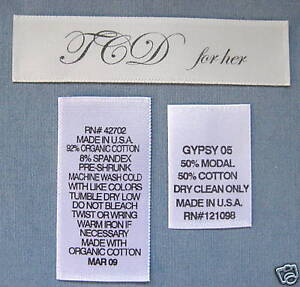 TCD for her
RN# 42702
MADE IN U.S.A.
92% ORGANIC COTTON
8% SPANDEX
PRE-SHRUNK
MACHINE WASH COLD
WITH LIKE COLORS
TUMBLE DRY LOW
DO NOT BLEACH
TWIST OR WRING
WARM IRON IF
NECESSARY
MADE WITH
ORGANIC COTTON
MAR 09
GYPSY 05
50% MODAL
50% COTTON
DRY CLEAN ONLY
MADE IN U.S.A.
RN#121098